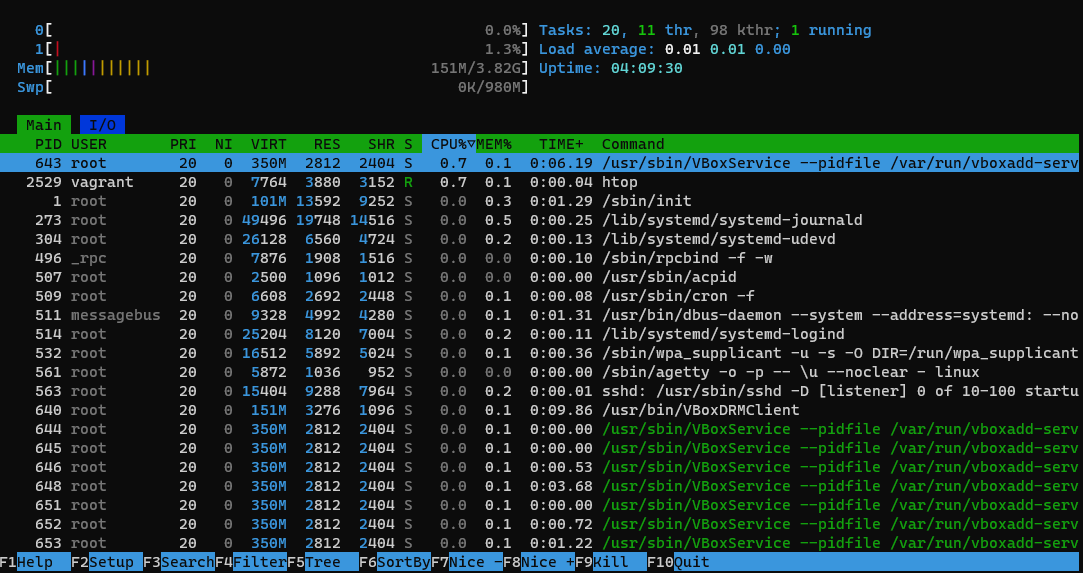 0[ 0.0%] Tasks: 20, 11 thr, 98 kthr; 1 running
1[| 1.3%] Load average: 0.01 0.01 0.00
Mem[||||||||||| 151M/3.82G] Uptime: 04:09:30
Swp[ 0K/980M]
Main I/O
PID USER PRI NI VIRT RES SHR S CPU%▽MEM% TIME+ Command
643 root 20 0 350M 2812 2404 S 0.7 0.1 0:06.19 /usr/sbin/VBoxService --pidfile /var/run/vboxadd-serv
2529 vagrant 20 0 7764 3880 3152 R 0.7 0.1 0:00.04 htop
1 root 20 0 101M 13592 9252 S 0.0 0.3 0:01.29 /sbin/init
273 root 20 0 49496 19748 14516 S 0.0 0.5 0:00.25 /lib/systemd/systemd-journald
304 root 20 0 26128 6560 4724 S 0.0 0.2 0:00.13 /lib/systemd/systemd-udevd
496 _rpc 20 0 7876 1908 1516 S 0.0 0.0 0:00.10 /sbin/rpcbind -f -w
507 root 20 0 2500 1096 1012 S 0.0 0.0 0:00.00 /usr/sbin/acpid
509 root 20 0 6608 2692 2448 S 0.0 0.1 0:00.08 /usr/sbin/cron -f
511 messagebus 20 0 9328 4992 4280 S 0.0 0.1 0:01.31 /usr/bin/dbus-daemon --system --address=systemd: --no
514 root 20 0 25204 8120 7004 S 0.0 0.2 0:00.11 /lib/systemd/systemd-logind
532 root 20 0 16512 5892 5024 S 0.0 0.1 0:00.36 /sbin/wpa_supplicant -u -s -O DIR=/run/wpa_supplicant
561 root 20 0 5872 1036 952 S 0.0 0.0 0:00.00 /sbin/agetty -o -p -- \u --noclear - linux
563 root 20 0 15404 9288 7964 S 0.0 0.2 0:00.01 sshd: /usr/sbin/sshd -D [listener] 0 of 10-100 startu
640 root 20 0 151M 3276 1096 S 0.0 0.1 0:09.86 /usr/bin/VBoxDRMClient
644 root 20 0 350M 2812 2404 S 0.0 0.1 0:00.00 /usr/sbin/VBoxService --pidfile /var/run/vboxadd-serv
645 root 20 0 350M 2812 2404 S 0.0 0.1 0:00.00 /usr/sbin/VBoxService --pidfile /var/run/vboxadd-serv
646 root 20 0 350M 2812 2404 S 0.0 0.1 0:00.53 /usr/sbin/VBoxService --pidfile /var/run/vboxadd-serv
648 root 20 0 350M 2812 2404 S 0.0 0.1 0:03.68 /usr/sbin/VBoxService --pidfile /var/run/vboxadd-serv
651 root 20 0 350M 2812 2404 S 0.0 0.1 0:00.00 /usr/sbin/VBoxService --pidfile /var/run/vboxadd-serv
652 root 20 0 350M 2812 2404 S 0.0 0.1 0:00.72 /usr/sbin/VBoxService --pidfile /var/run/vboxadd-serv
653 root 20 0 350M 2812 2404 S 0.0 0.1 0:01.22 /usr/sbin/VBoxService --pidfile /var/run/vboxadd-serv
F1Help F2Setup F3SearchF4FilterF5Tree F6SortByF7Nice -F8Nice +F9Kill F10Quit